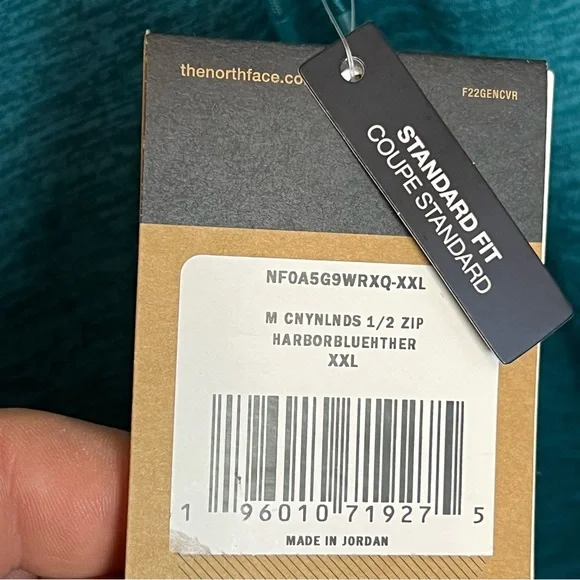 thenorthface.co
F22GENCVR
STANDARD FIT
COUPE STANDARD
NF0A5G9WRXQ-XXL
M CNYNLNDS 1/2 ZIP
HARBORBLUEHTHER
XXL
1 96010 71927 5
MADE IN JORDAN